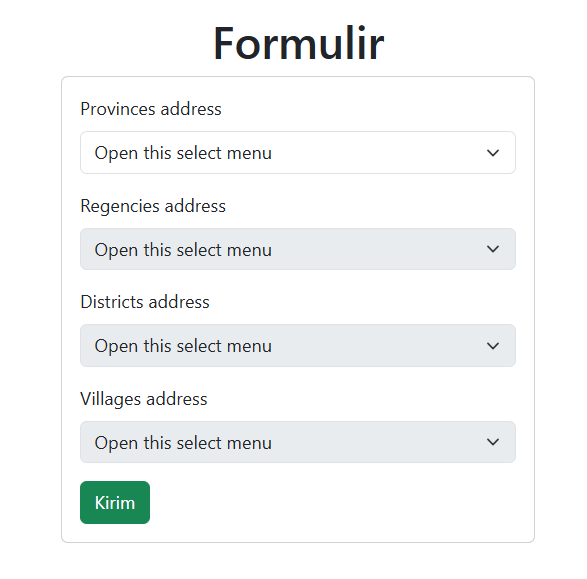 Formulir
Provinces address
Open this select menu
Regencies address
Open this select menu
Districts address
Open this select menu
Villages address
Open this select menu
Kirim